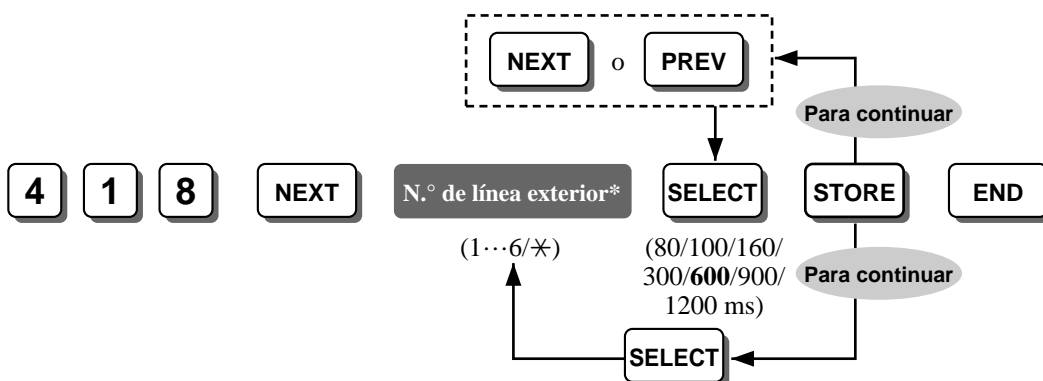 NEXT o PREV
Para continuar
4 1 8 NEXT N.° de línea exterior* SELECT STORE END
(1···6/✳) (80/100/160/
300/600/900/
1200 ms)
Para continuar
SELECT